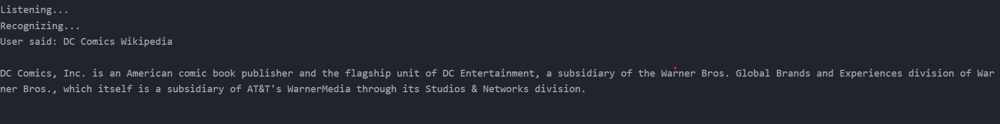 Listening...
Recognizing...
User said: DC Comics Wikipedia
DC Comics, Inc. is an American comic book publisher and the flagship unit of DC Entertainment, a subsidiary of the Warner Bros. Global Brands and Experiences division of War
ner Bros., which itself is a subsidiary of AT&T's WarnerMedia through its Studios & Networks division.